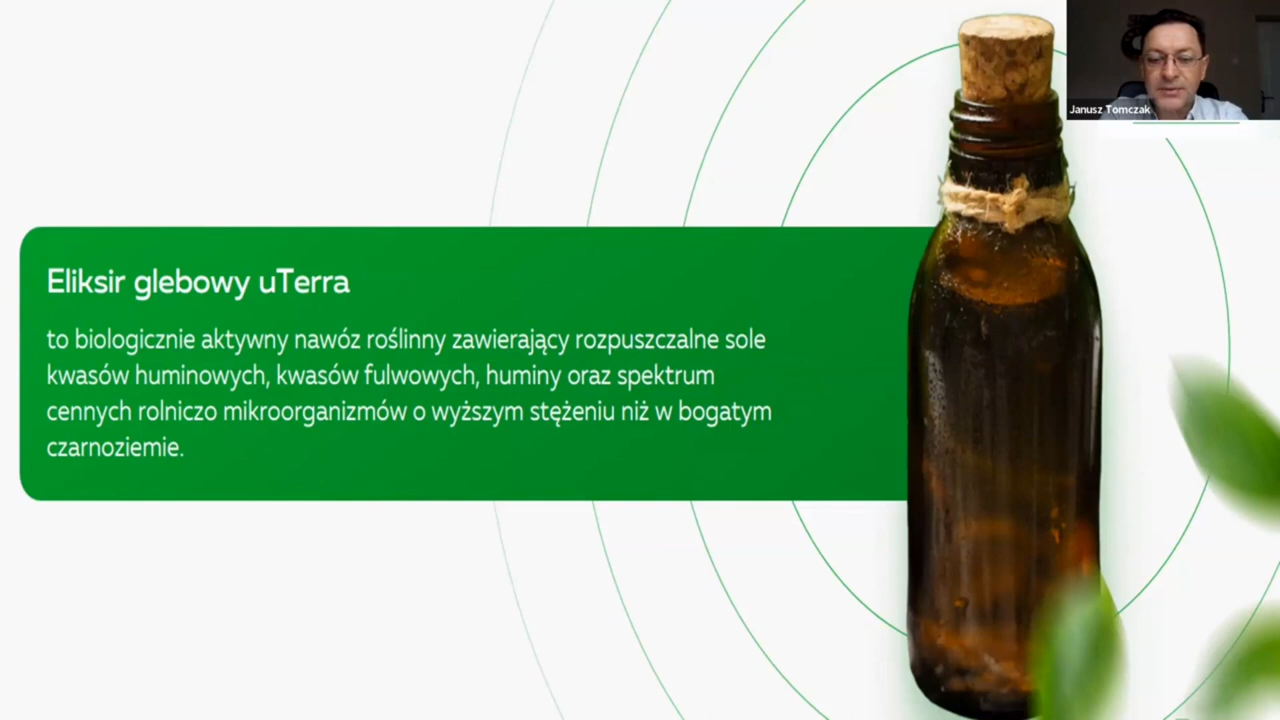 Janusz Tomczak
Eliksir glebowy uTerra
to biologicznie aktywny nawóz roślinny zawierający rozpuszczalne sole
kwasów huminowych, kwasów fulwowych, huminy oraz spektrum
cennych rolniczo mikroorganizmów o wyższym stężeniu niż w bogatym
czarnoziemie.